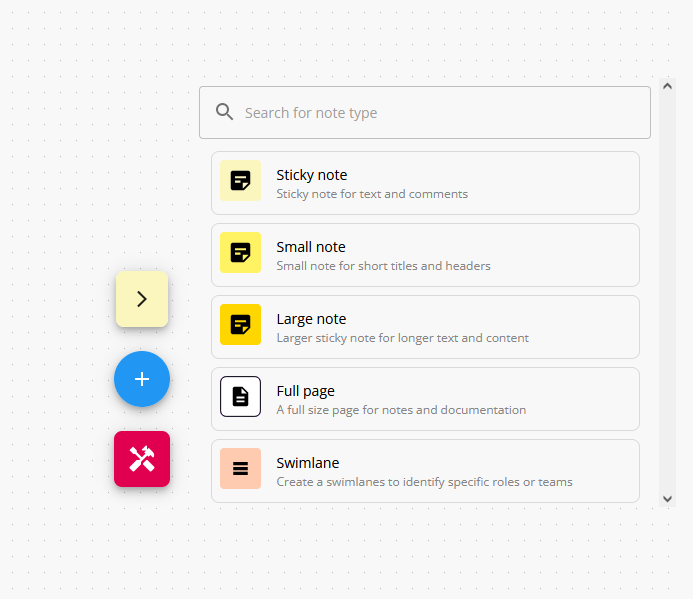 Search for note type
Sticky note
Sticky note for text and comments
Small note
Small note for short titles and headers
Large note
Larger sticky note for longer text and content
Full page
A full size page for notes and documentation
Swimlane
Create a swimlanes to identify specific roles or teams